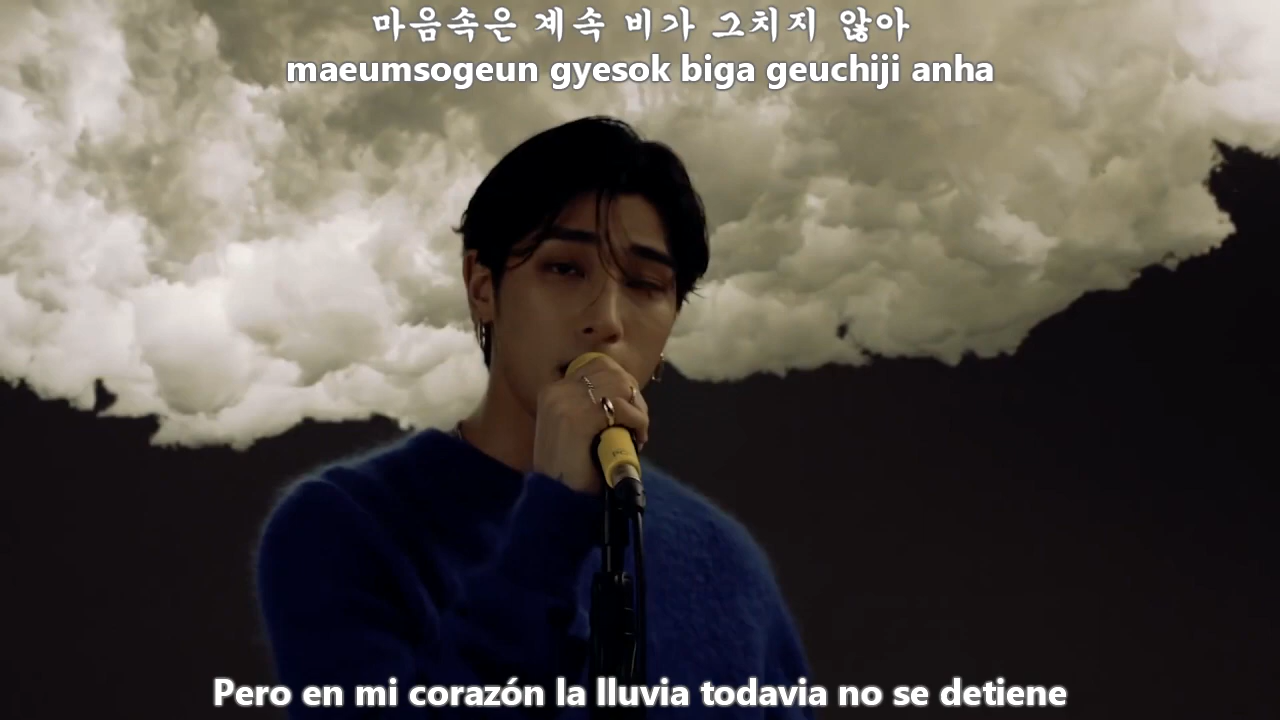 마음속은 계속 비가 그치지 않아
maeumsogeun gyesok biga geuchiji anha
Pero en mi corazón la lluvia todavia no se detiene